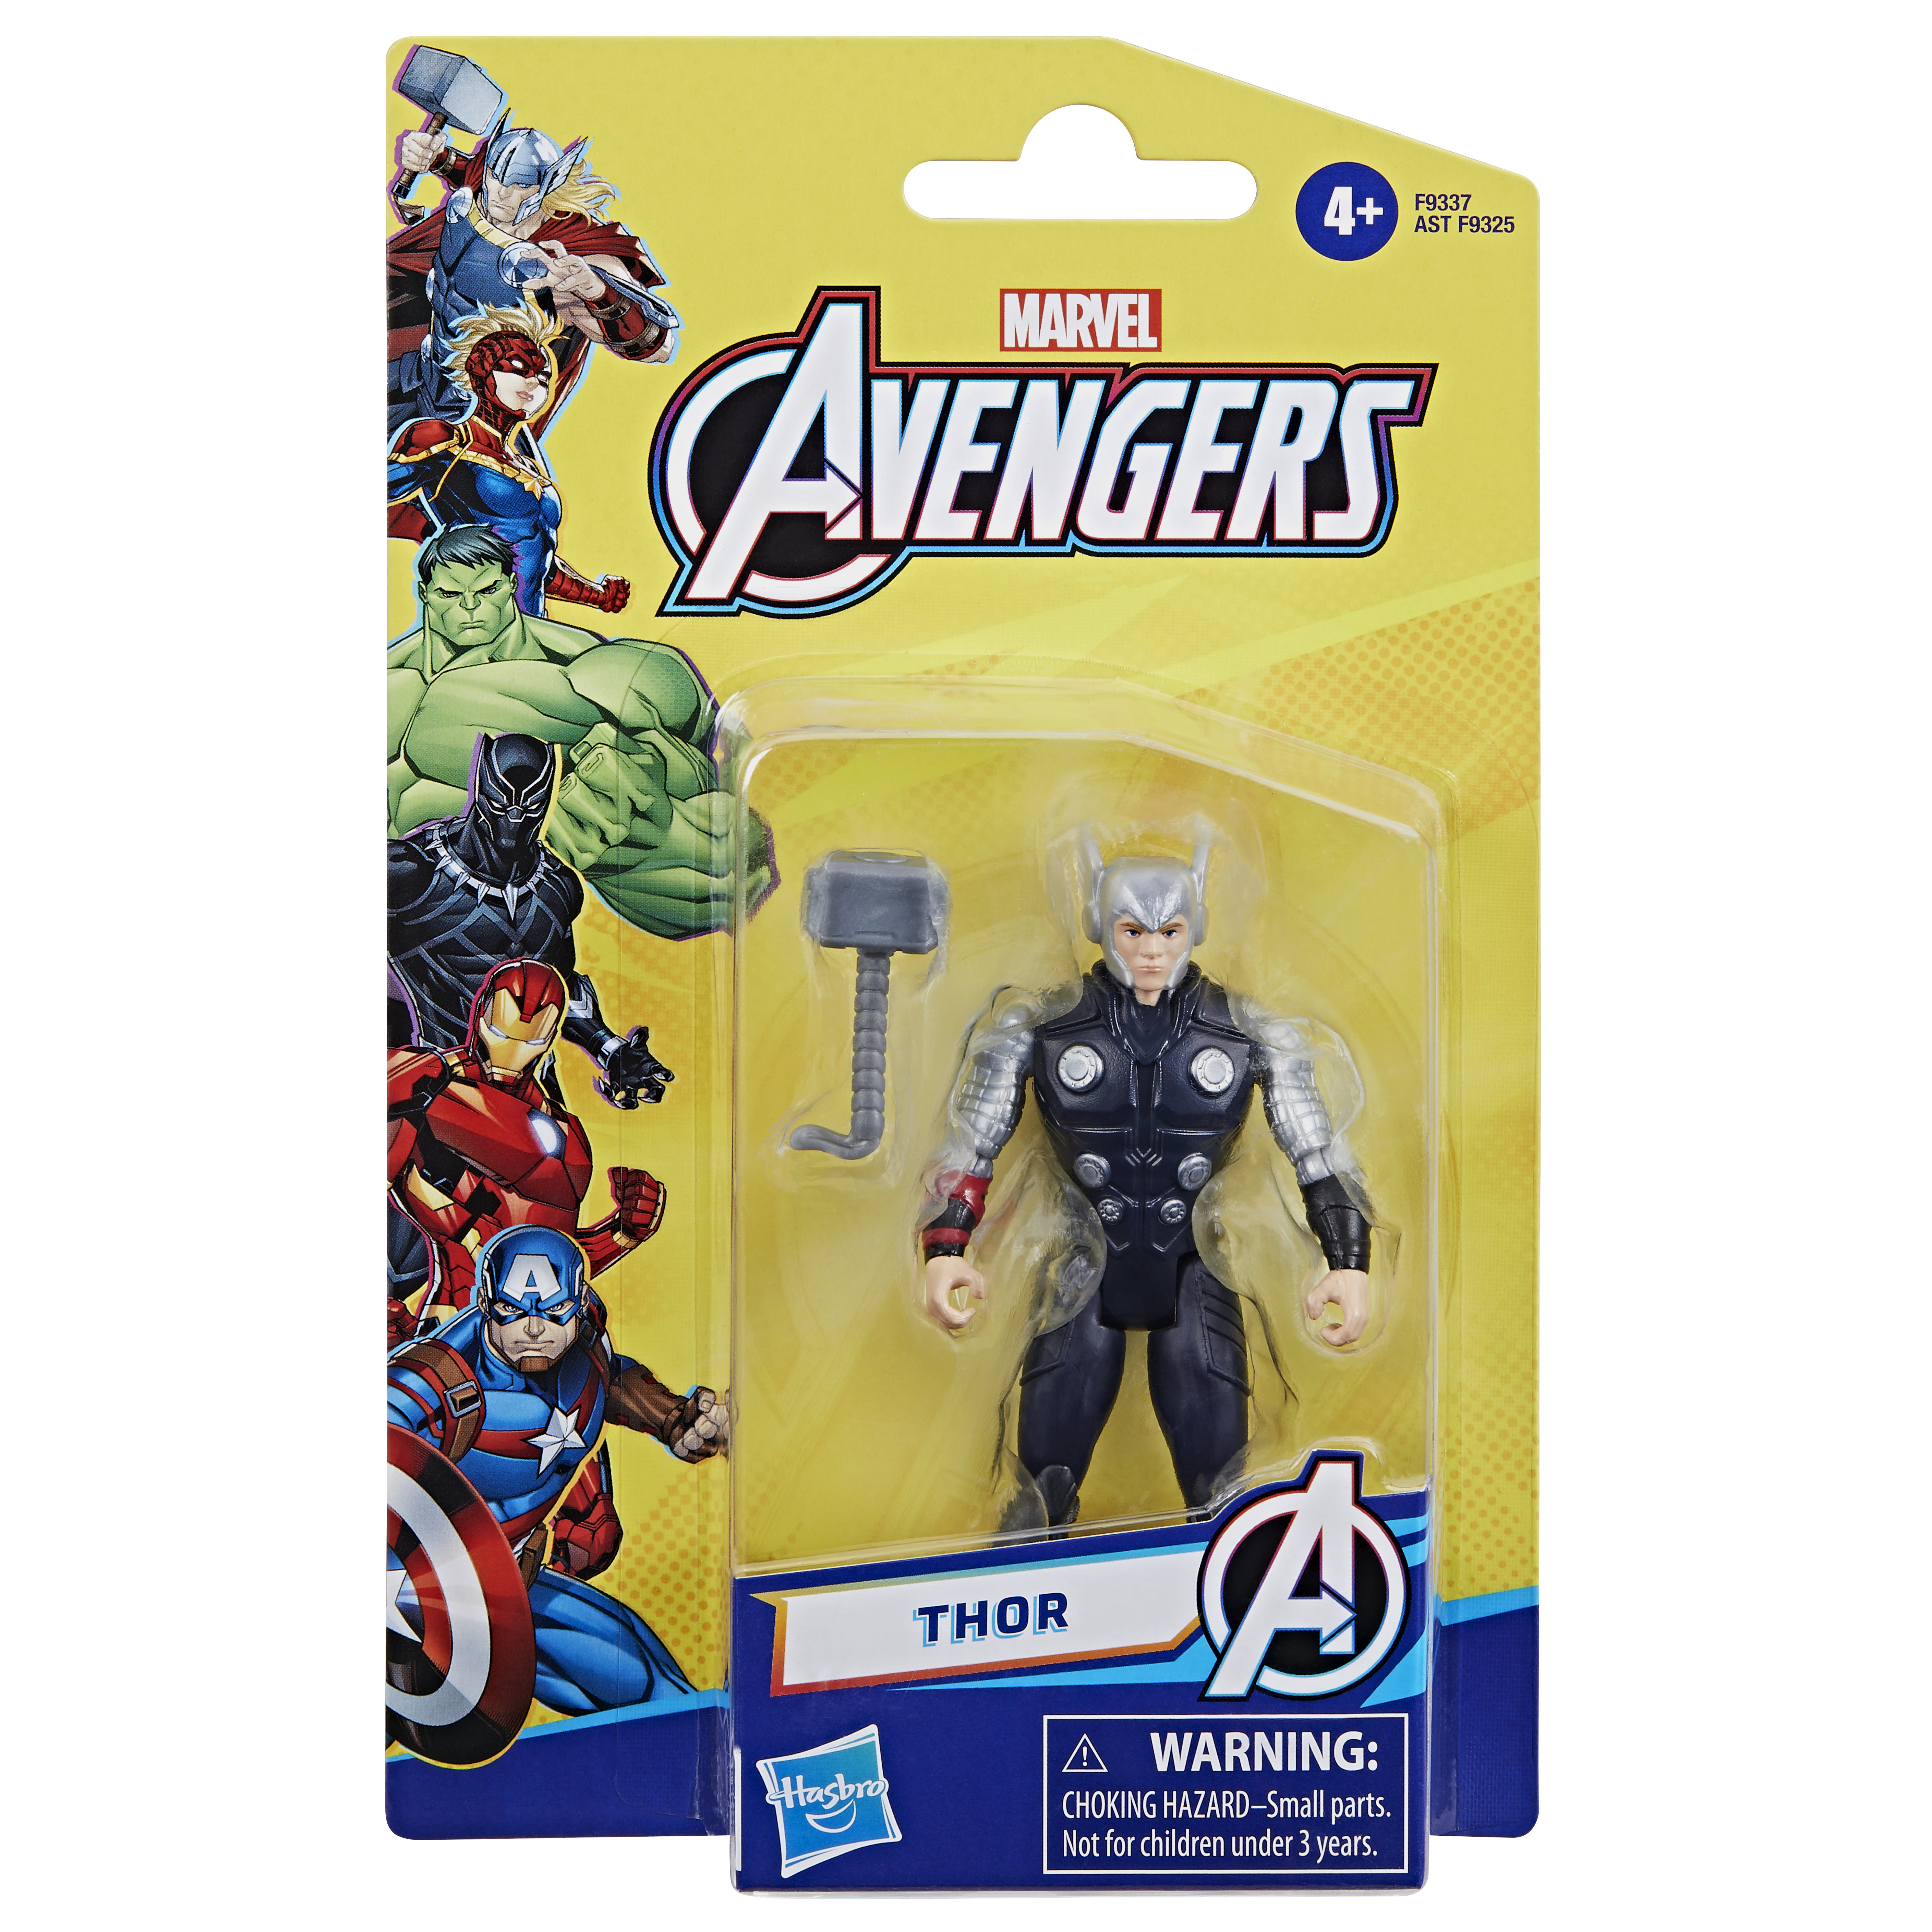 4+
F9337
AST F9325
MARVEL
AVENGERS
A
THOR
A
Hasbro
WARNING:
CHOKING HAZARD–Small parts.
Not for children under 3 years.